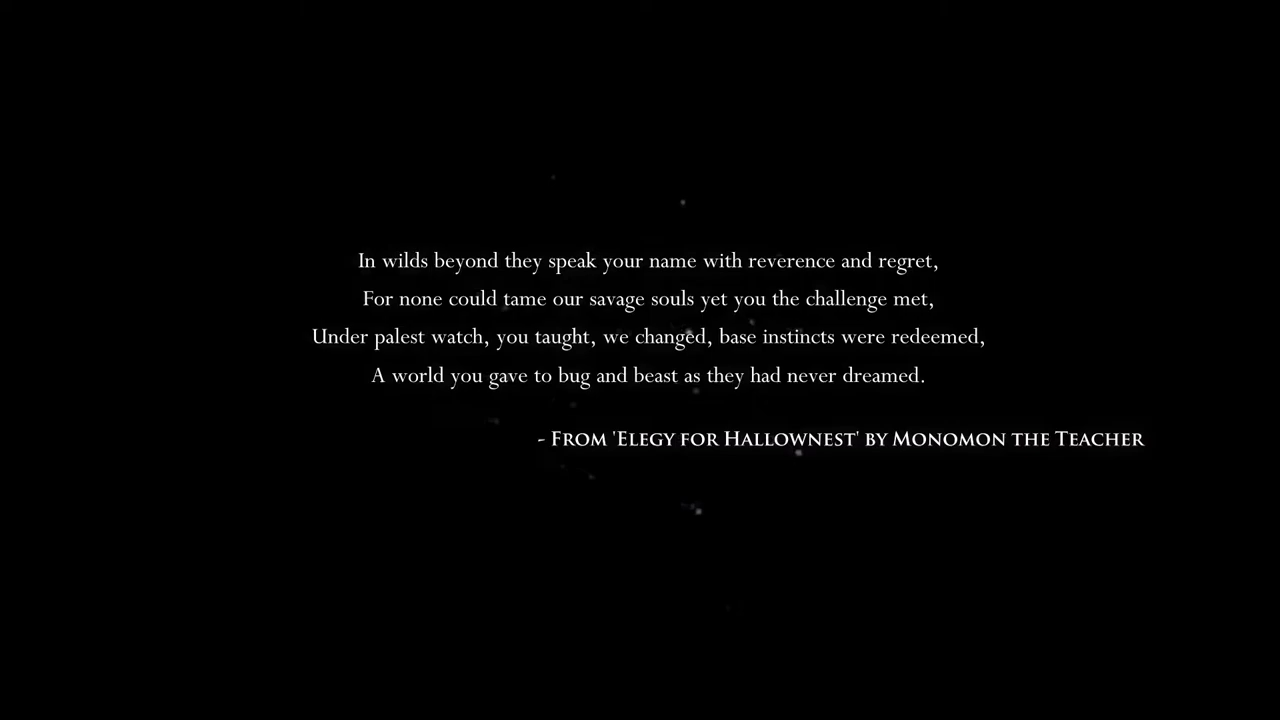 In wilds beyond they speak your name with reverence and regret,
For none could tame our savage souls yet you the challenge met,
Under palest watch, you taught, we changed, base instincts were redeemed,
A world you gave to bug and beast as they had never dreamed.
- From 'Elegy for Hallownest' by Monomon the Teacher